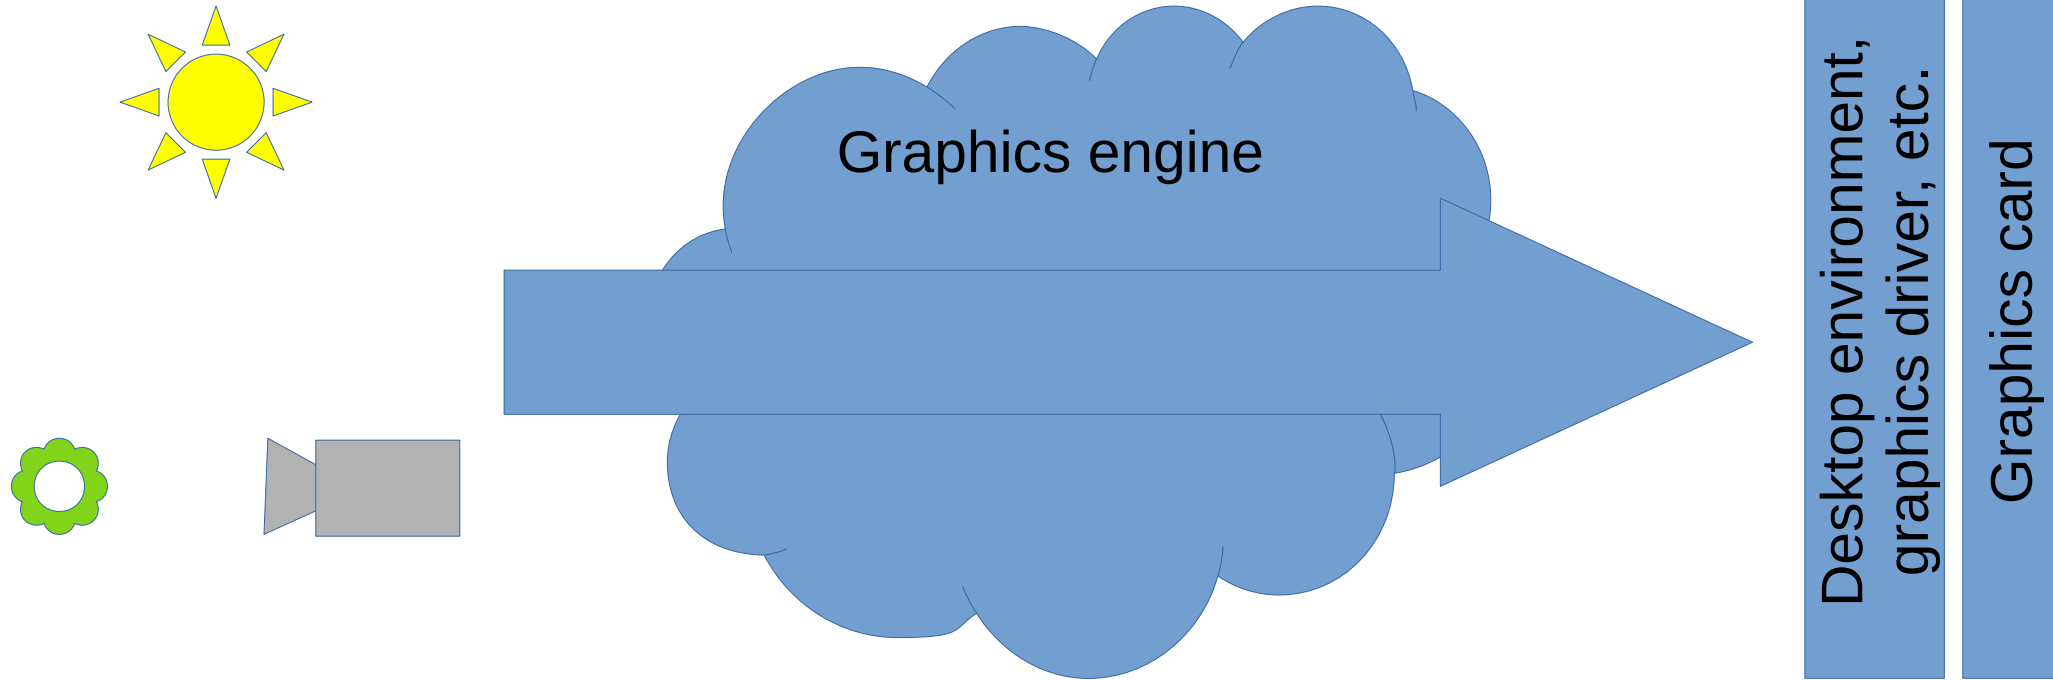 Graphics engine
Desktop environment,
graphics driver, etc.
Graphics card